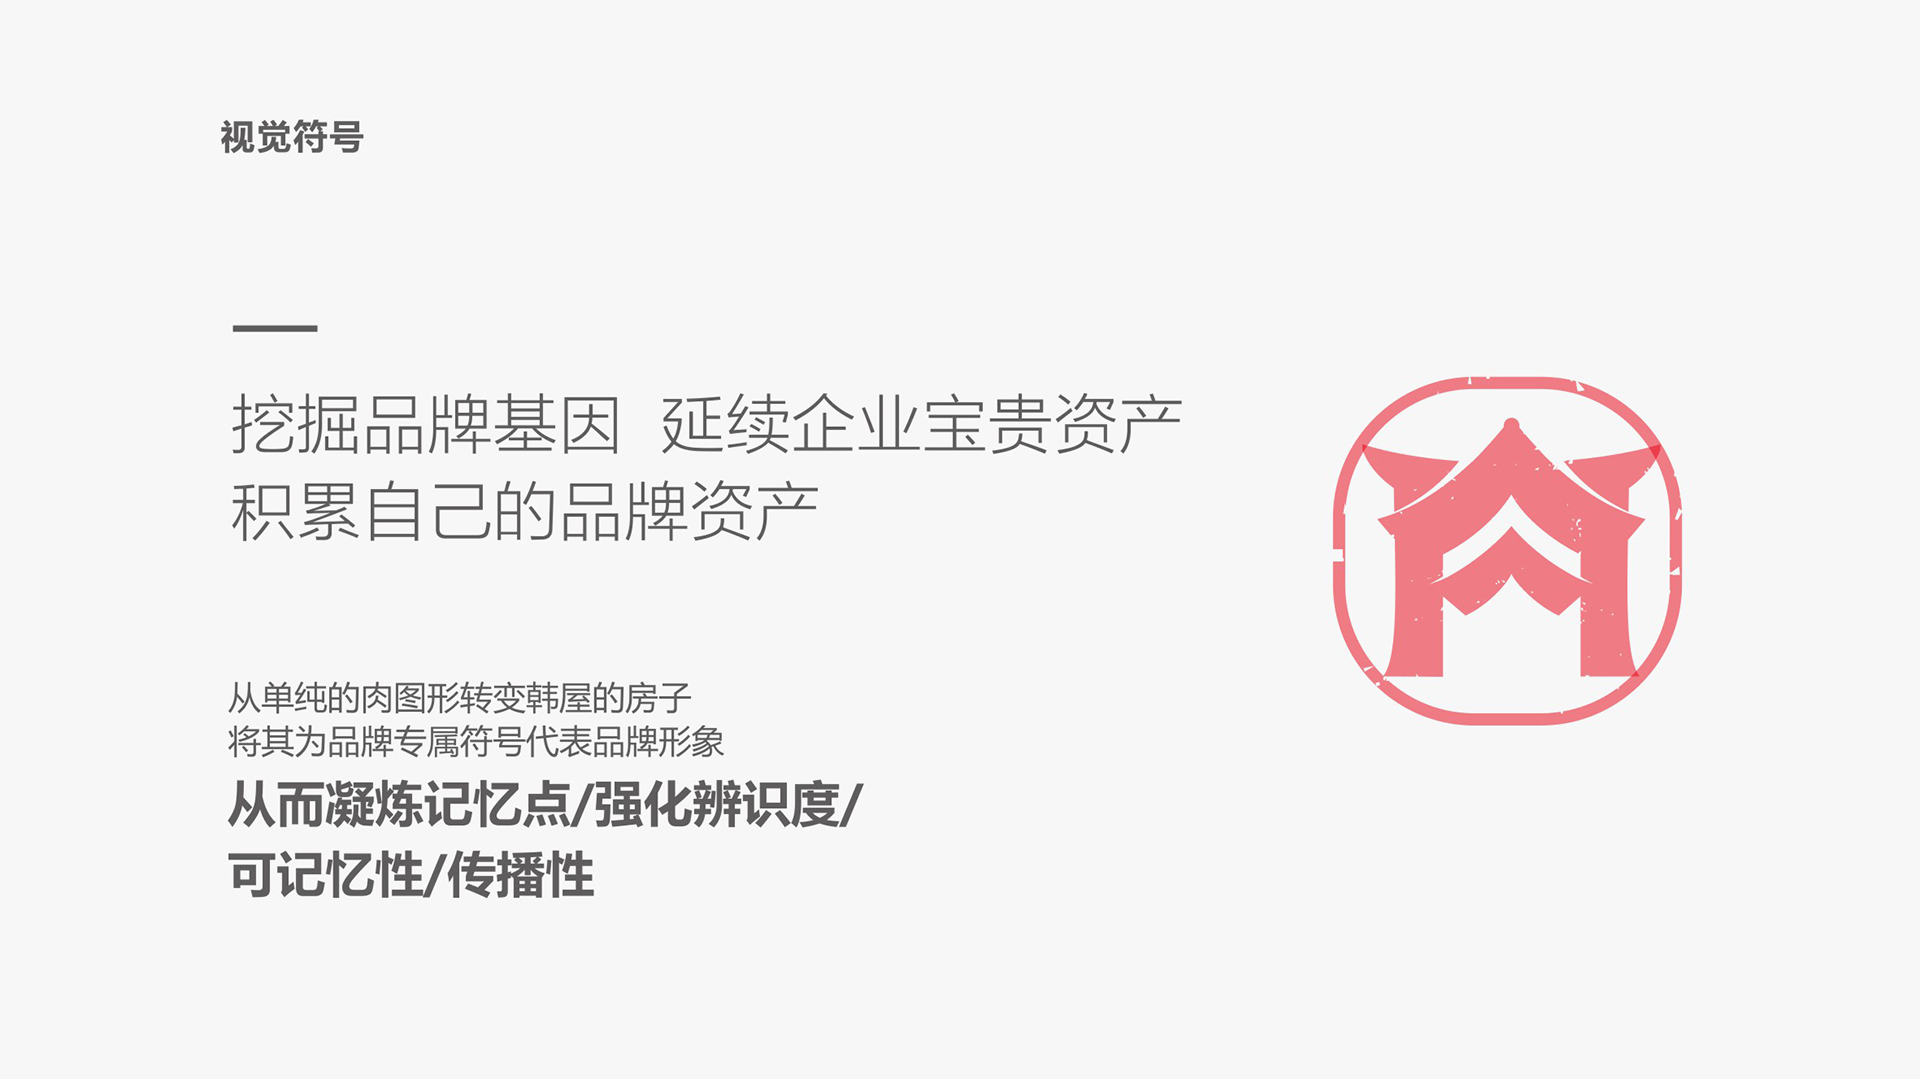 视觉符号
挖掘品牌基因 延续企业宝贵资产
积累自己的品牌资产
从单纯的肉图形转变韩屋的房子
将其为品牌专属符号代表品牌形象
从而凝炼记忆点/强化辨识度/
可记忆性/传播性